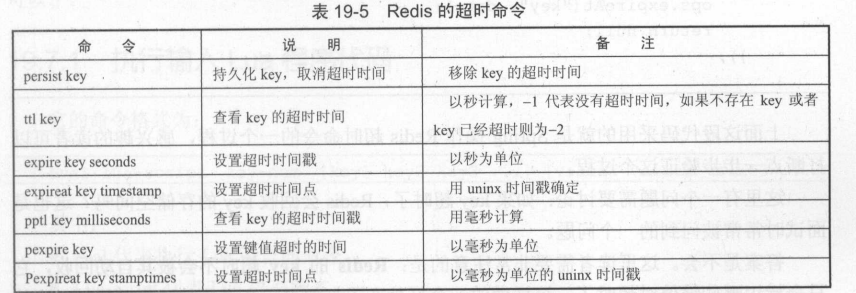 ops.expireAt("key"
return null;
表 19-5 Redis 的超时命令
命 令 说 明 备 注
persist key 持久化 key，取消超时时间 移除 key 的超时时间
ttl key 查看 key 的超时时间 以秒计算，-1 代表没有超时时间，如果不存在 key 或者
key 已经超时则为-2
expire key seconds 设置超时时间戳 以秒为单位
expireat key timestamp 设置超时时间点 用 uninx 时间戳确定
pptl key milliseconds 查看 key 的超时时间戳 用毫秒计算
pexpire key 设置键值超时的时间 以毫秒为单位
Pexpireat key stamptimes 设置超时时间点 以毫秒为单位的 uninx 时间戳